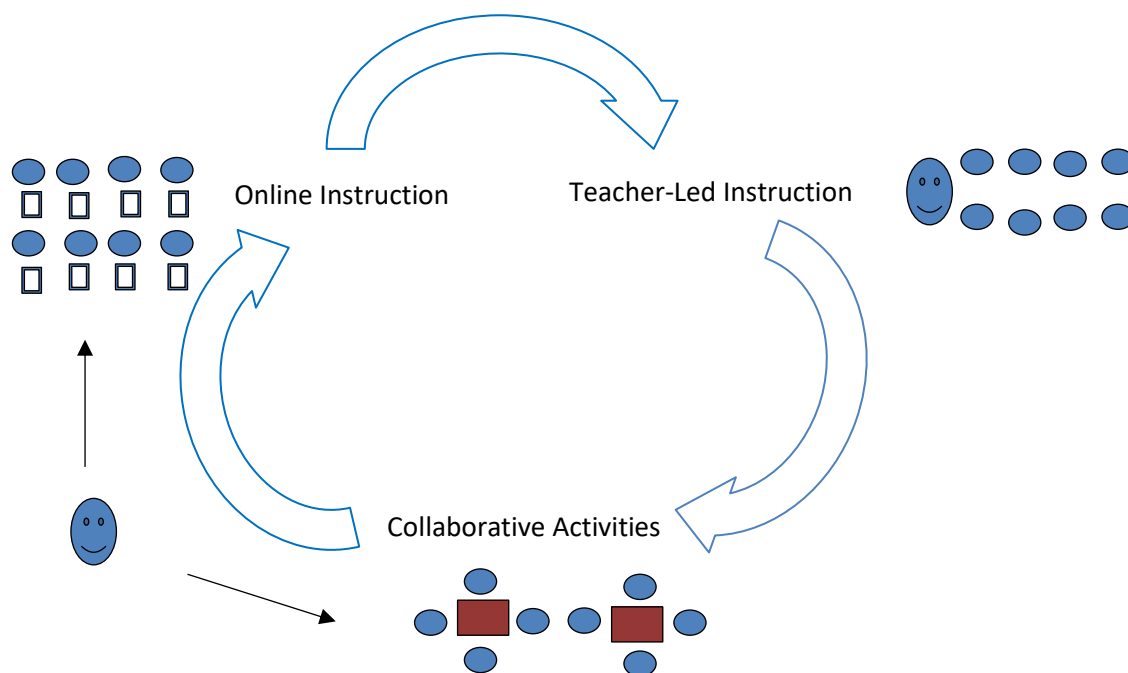 Online Instruction
Teacher-Led Instruction
Collaborative Activities